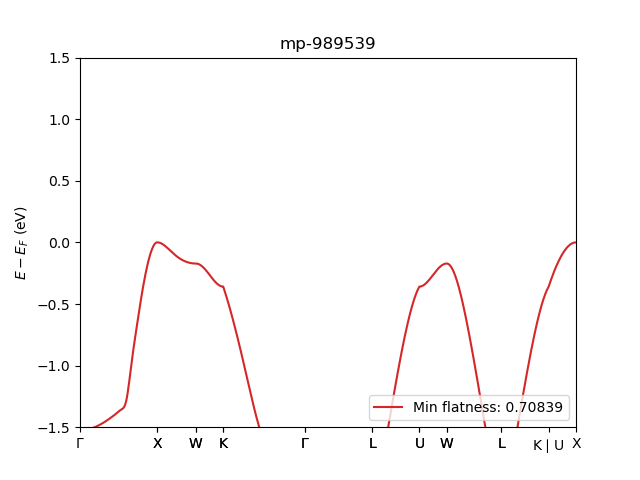 mp-989539
E − E_F (eV)
1.5
1.0
0.5
0.0
−0.5
−1.0
−1.5
Min flatness: 0.70839
Γ X W K Γ L U W L K | U X